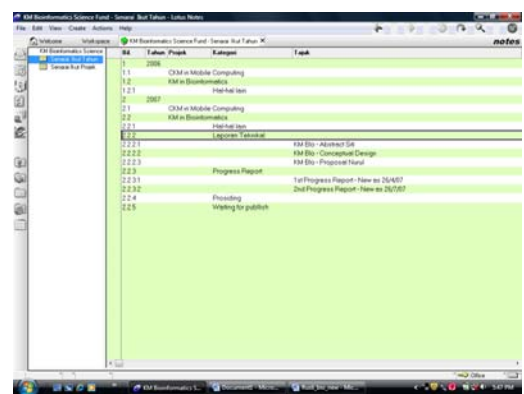 KM Bioinformatics Science Fund - Senarai Ikut Tahun - Lotus Notes
File Edit View Create Actions Help
Welcome Workspace KM Bioinformatics Science Fund - Senarai Ikut Tahun
notes
KM Bioinformatics Science
Senarai Ikut Tahun
Senarai Ikut Projek
Bil. Tahun Projek Kategori Tajuk
1 2006
1.1 CKM in Mobile Computing
1.2 KM in Bioinformatics
1.2.1 Hal-hal lain
2 2007
2.1 CKM in Mobile Computing
2.2 KM in Bioinformatics
2.2.1 Hal-hal lain
2.2.2 Laporan Teknikal
2.2.2.1 KM Bio - Abstract Siti
2.2.2.2 KM Bio - Conceptual Design
2.2.2.3 KM Bio - Proposal Nurul
2.2.3 Progress Report
2.2.3.1 1st Progress Report - New as 26/4/07
2.2.3.2 2nd Progress Report - New as 26/7/07
2.2.4 Prosiding
2.2.5 Waiting for publish
Office
KM Bioinformatics S... Document1 - Micro... 5:47 PM